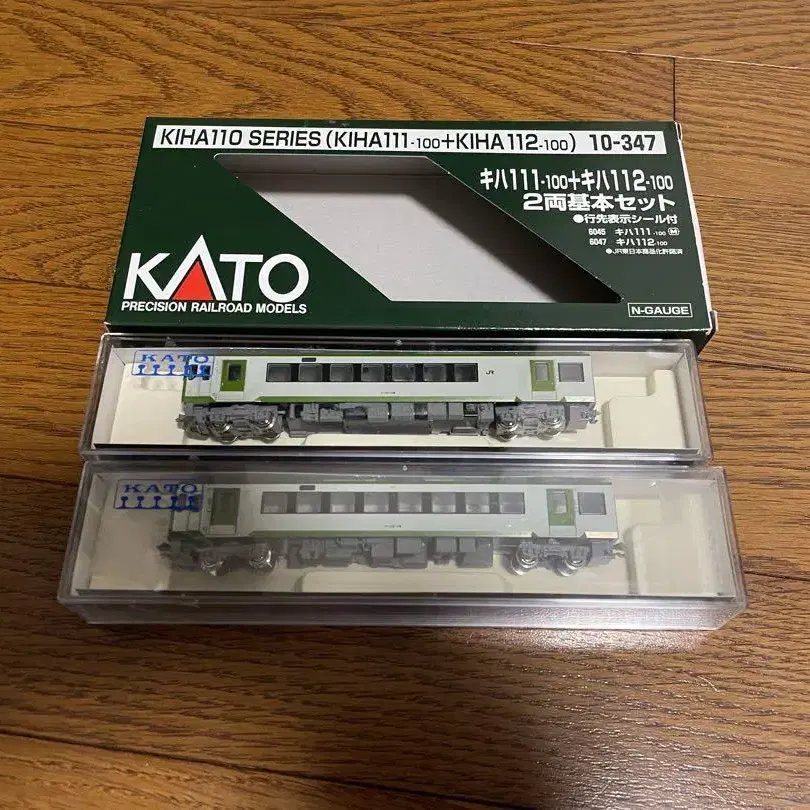 KIHA110 SERIES (KIHA111-100+KIHA112-100) 10-347
キハ111-100+キハ112-100
2両基本セット
●行先表示シール付
6045 キハ111-100 Ⓜ
6047 キハ112-100
●JR東日本商品化許諾済
KATO
PRECISION RAILROAD MODELS
N-GAUGE
KATO
JR
KATO